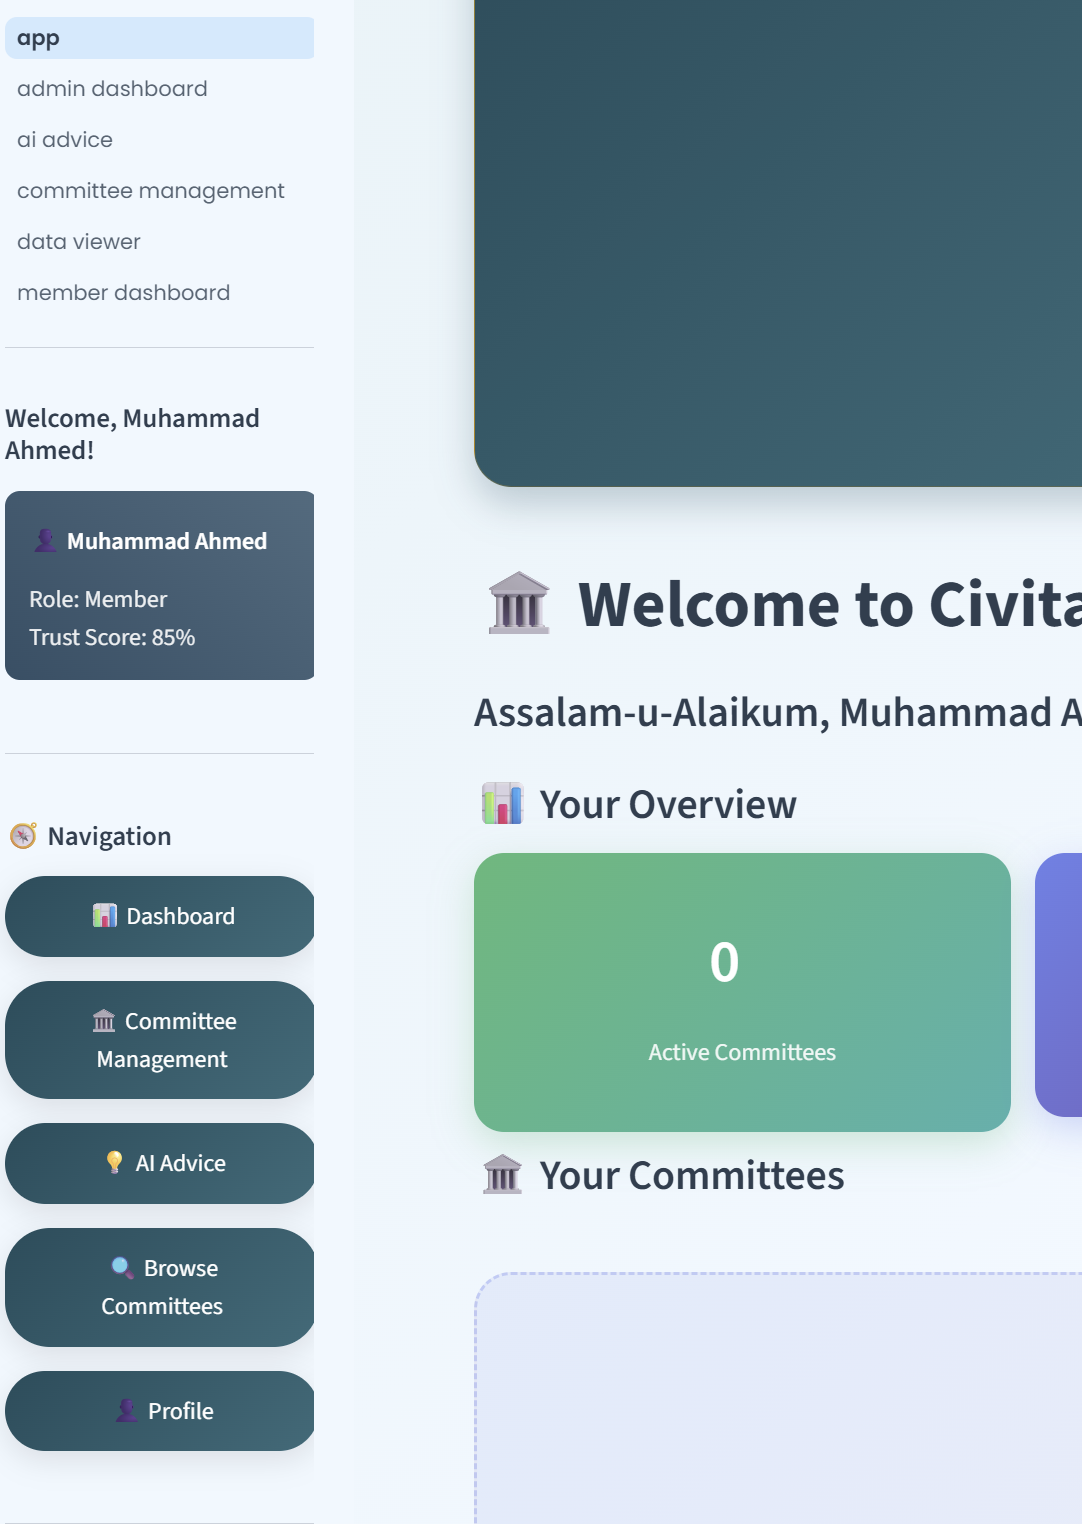 app
admin dashboard
ai advice
committee management
data viewer
member dashboard
Welcome, Muhammad
Ahmed!
Muhammad Ahmed
Role: Member
Trust Score: 85%
Navigation
Dashboard
Committee
Management
AI Advice
Browse
Committees
Profile
Welcome to Civita
Assalam-u-Alaikum, Muhammad A
Your Overview
0
Active Committees
Your Committees